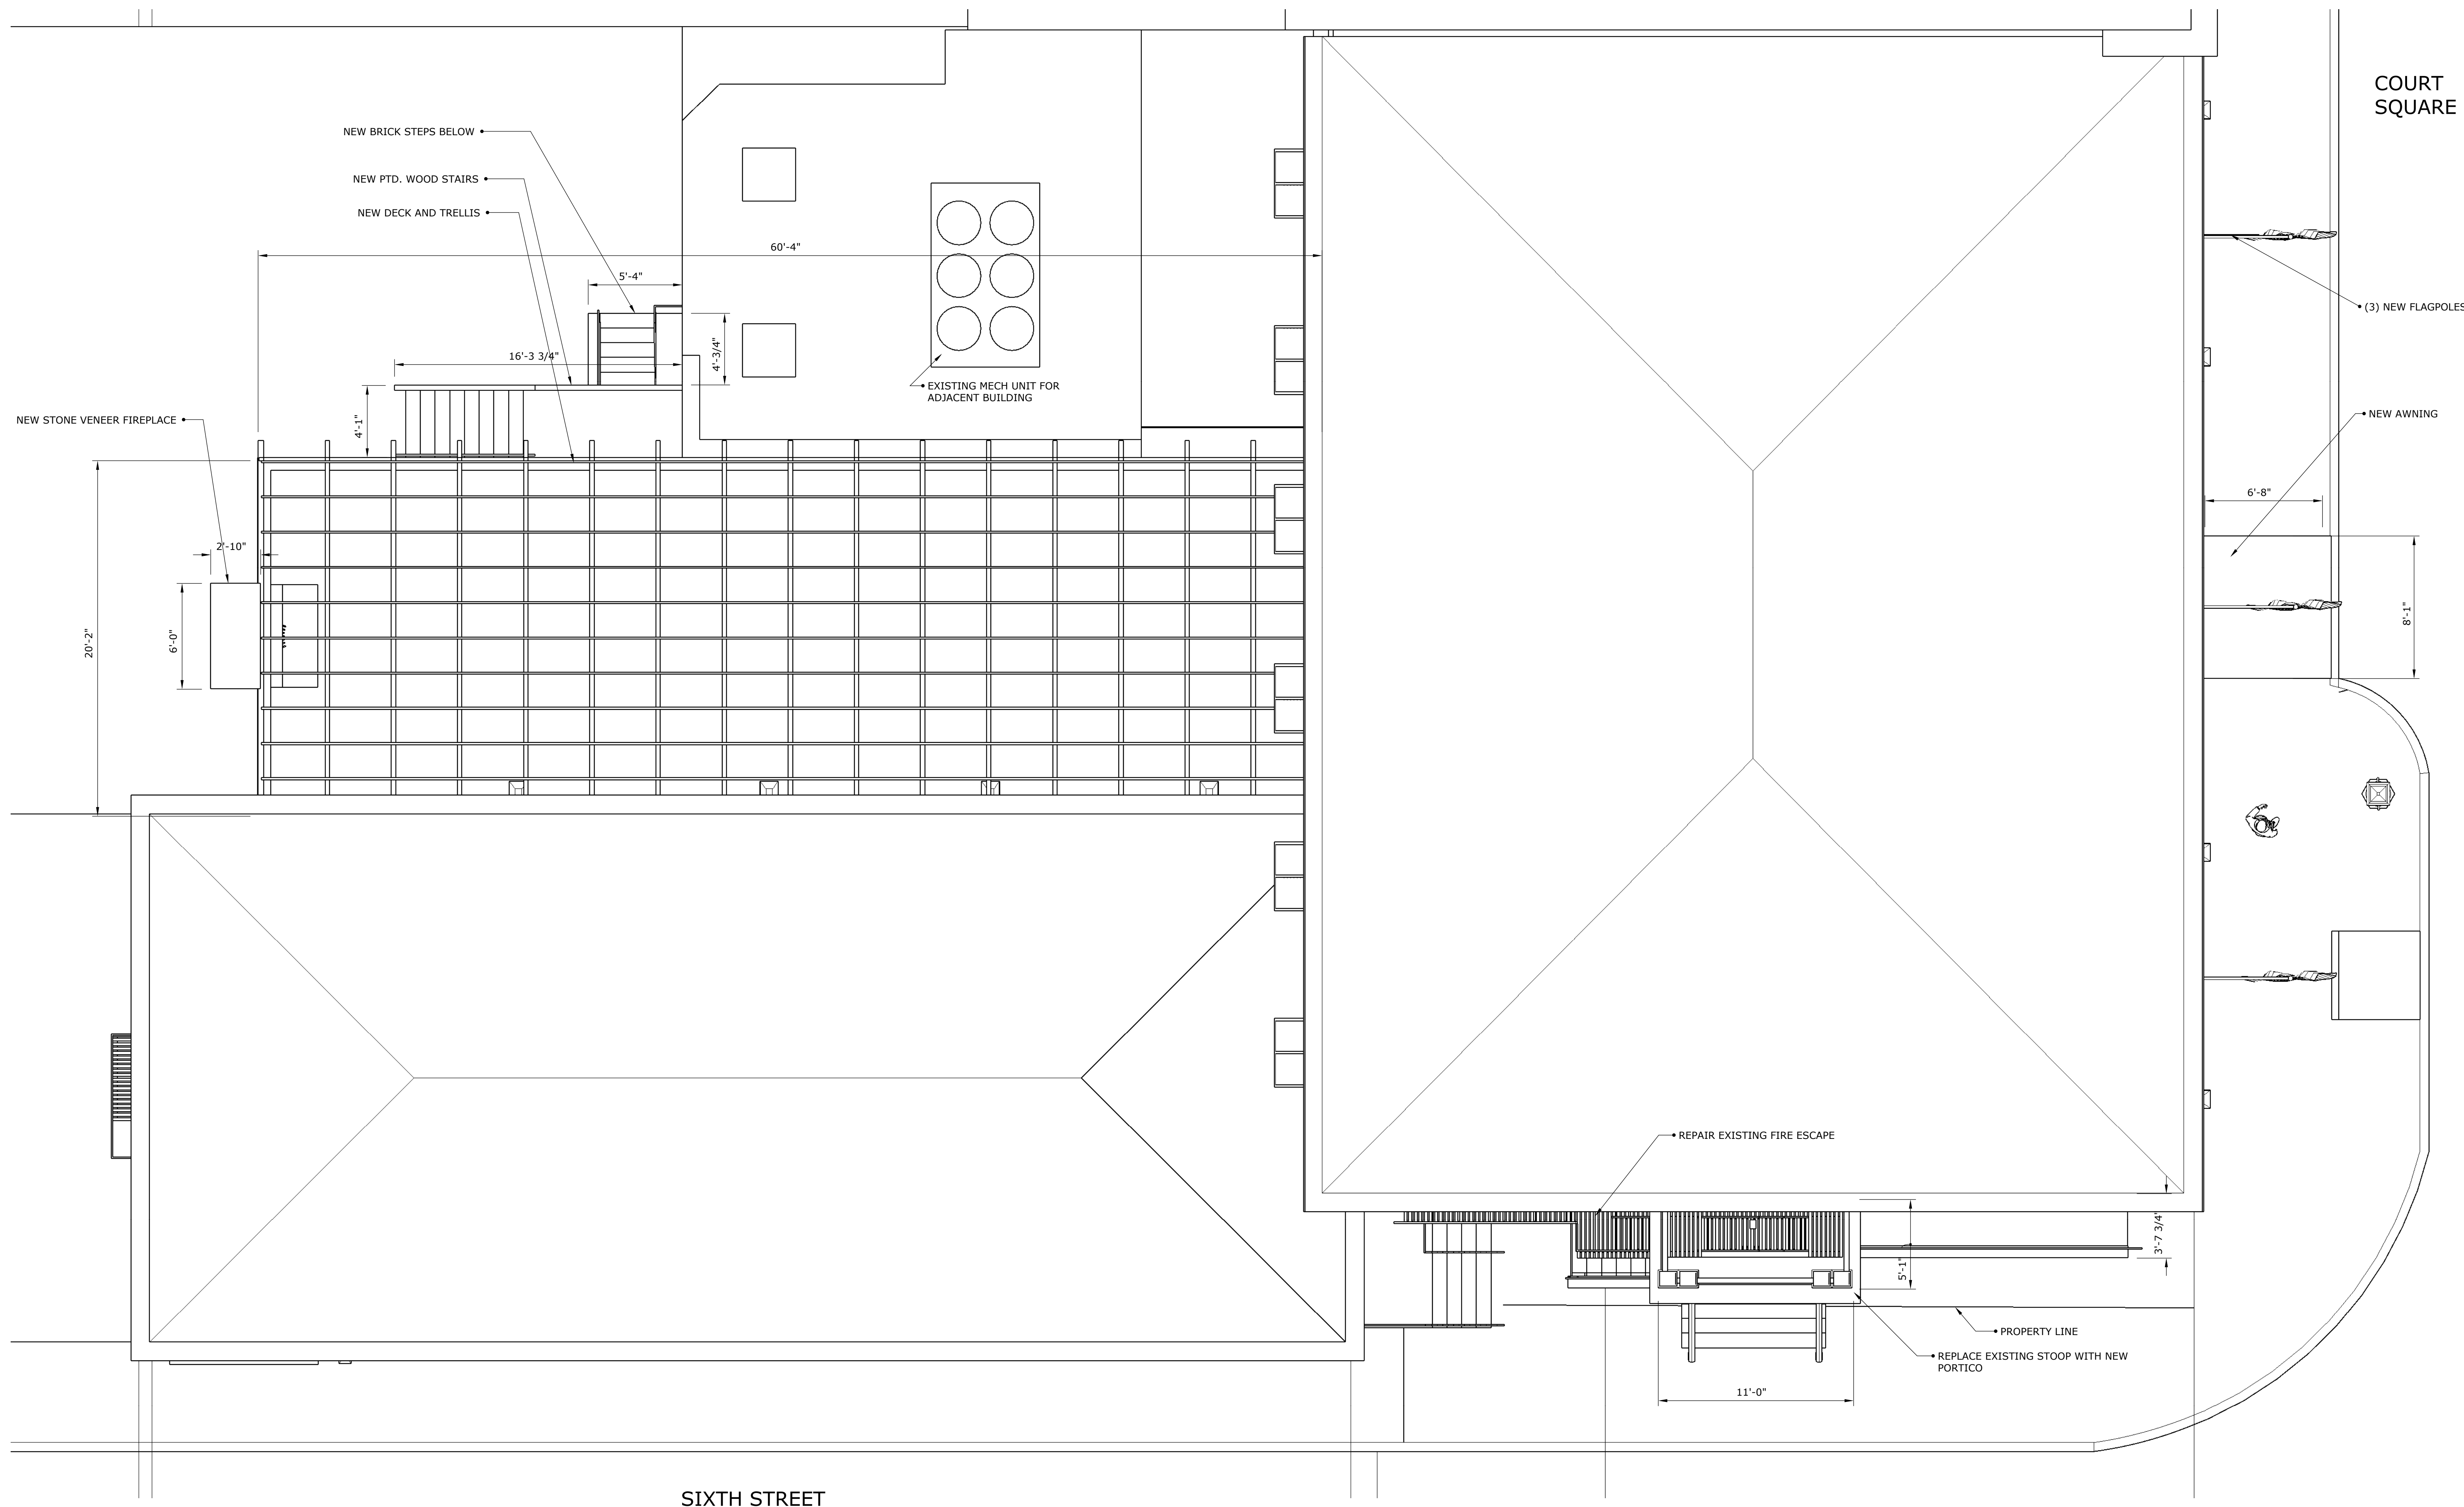 COURT
SQUARE
NEW BRICK STEPS BELOW
NEW PTD. WOOD STAIRS
NEW DECK AND TRELLIS
60'-4"
5'-4"
(3) NEW FLAGPOLES
16'-3 3/4"
4'-3/4"
EXISTING MECH UNIT FOR
ADJACENT BUILDING
NEW STONE VENEER FIREPLACE
4'-1"
NEW AWNING
6'-8"
2'-10"
20'-2"
6'-0"
8'-1"
REPAIR EXISTING FIRE ESCAPE
3'-7 3/4"
5'-1"
PROPERTY LINE
REPLACE EXISTING STOOP WITH NEW
PORTICO
11'-0"
SIXTH STREET